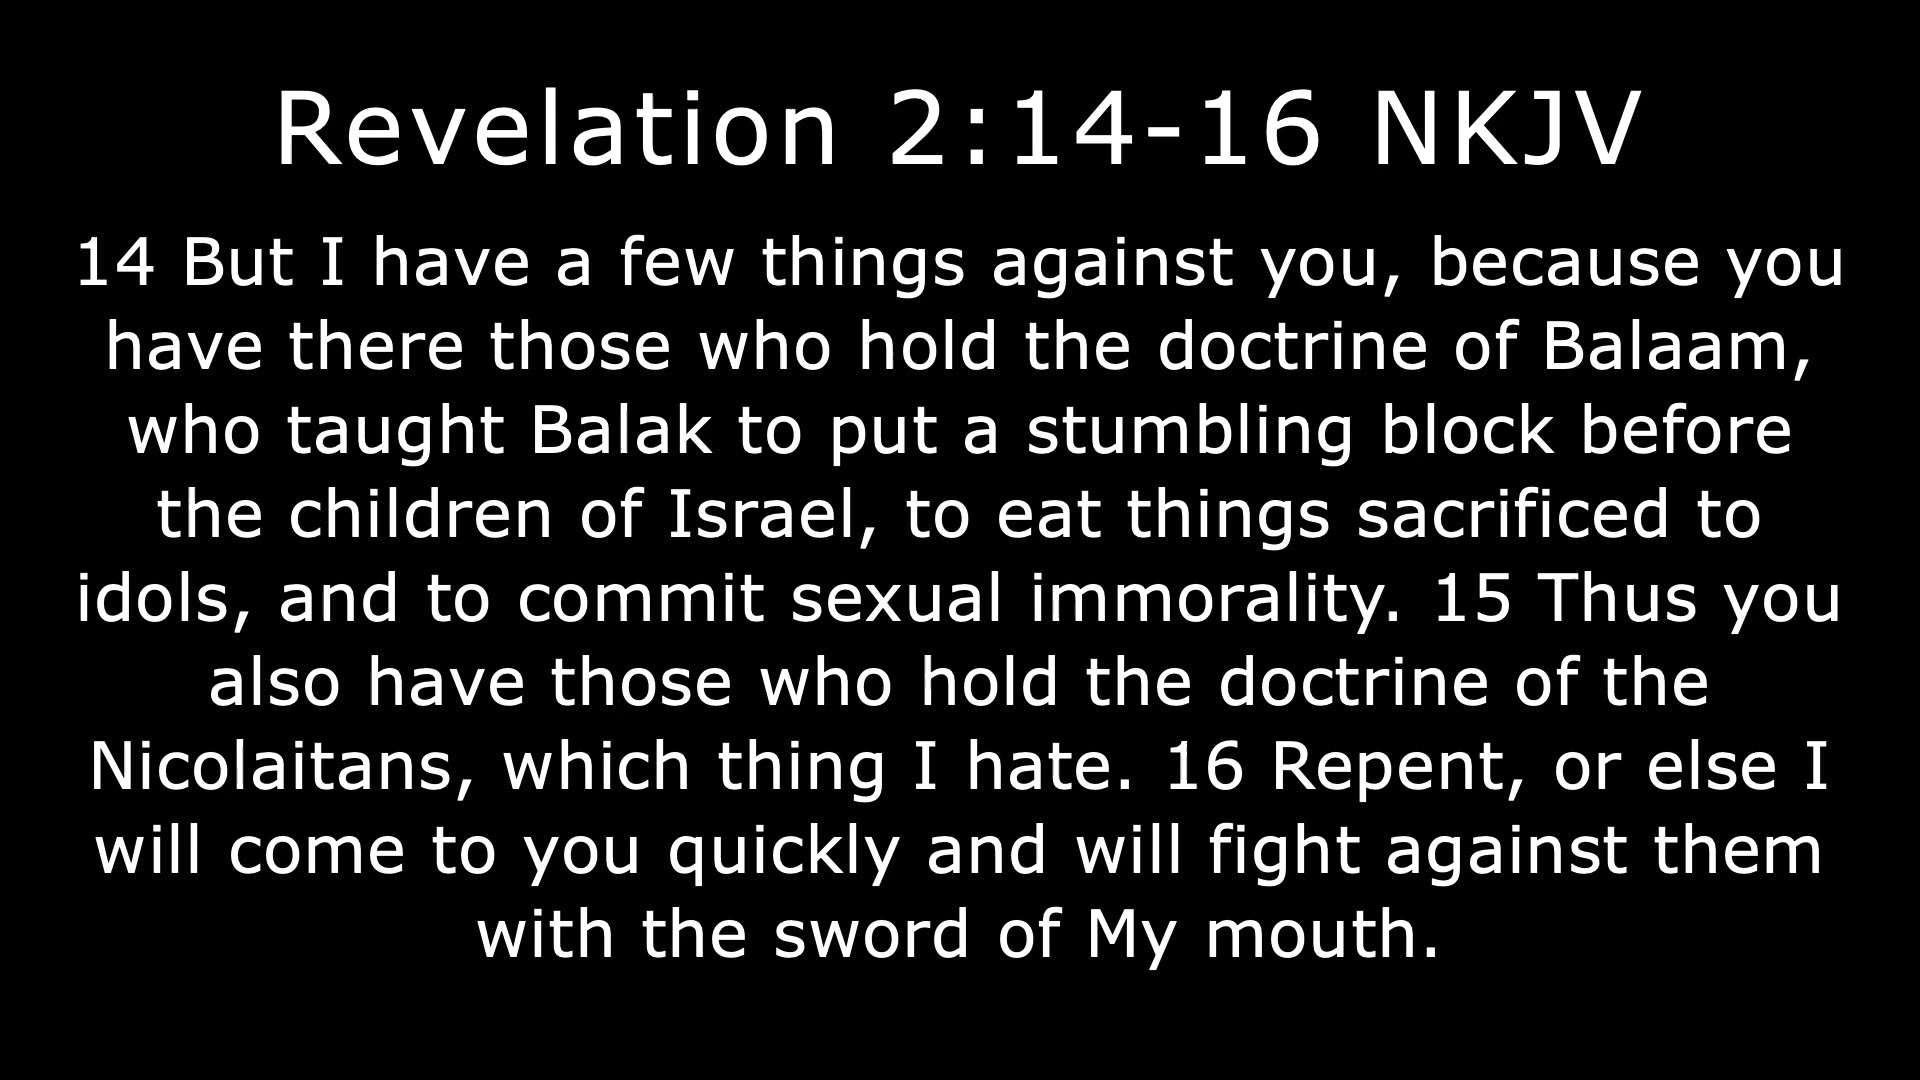 Revelation 2:14-16 NKJV
14 But I have a few things against you, because you
have there those who hold the doctrine of Balaam,
who taught Balak to put a stumbling block before
the children of Israel, to eat things sacrificed to
idols, and to commit sexual immorality. 15 Thus you
also have those who hold the doctrine of the
Nicolaitans, which thing I hate. 16 Repent, or else I
will come to you quickly and will fight against them
with the sword of My mouth.